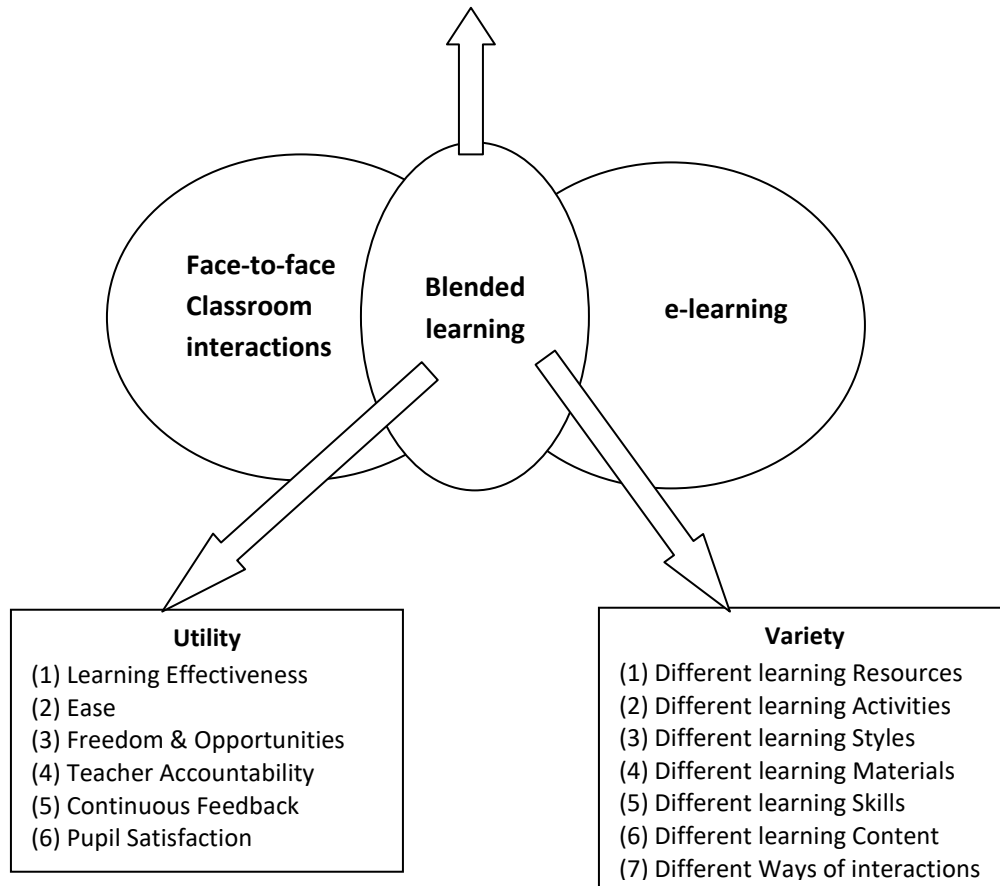 Face-to-face
Classroom
interactions
Blended
learning
e-learning
Utility
(1) Learning Effectiveness
(2) Ease
(3) Freedom & Opportunities
(4) Teacher Accountability
(5) Continuous Feedback
(6) Pupil Satisfaction
Variety
(1) Different learning Resources
(2) Different learning Activities
(3) Different learning Styles
(4) Different learning Materials
(5) Different learning Skills
(6) Different learning Content
(7) Different Ways of interactions